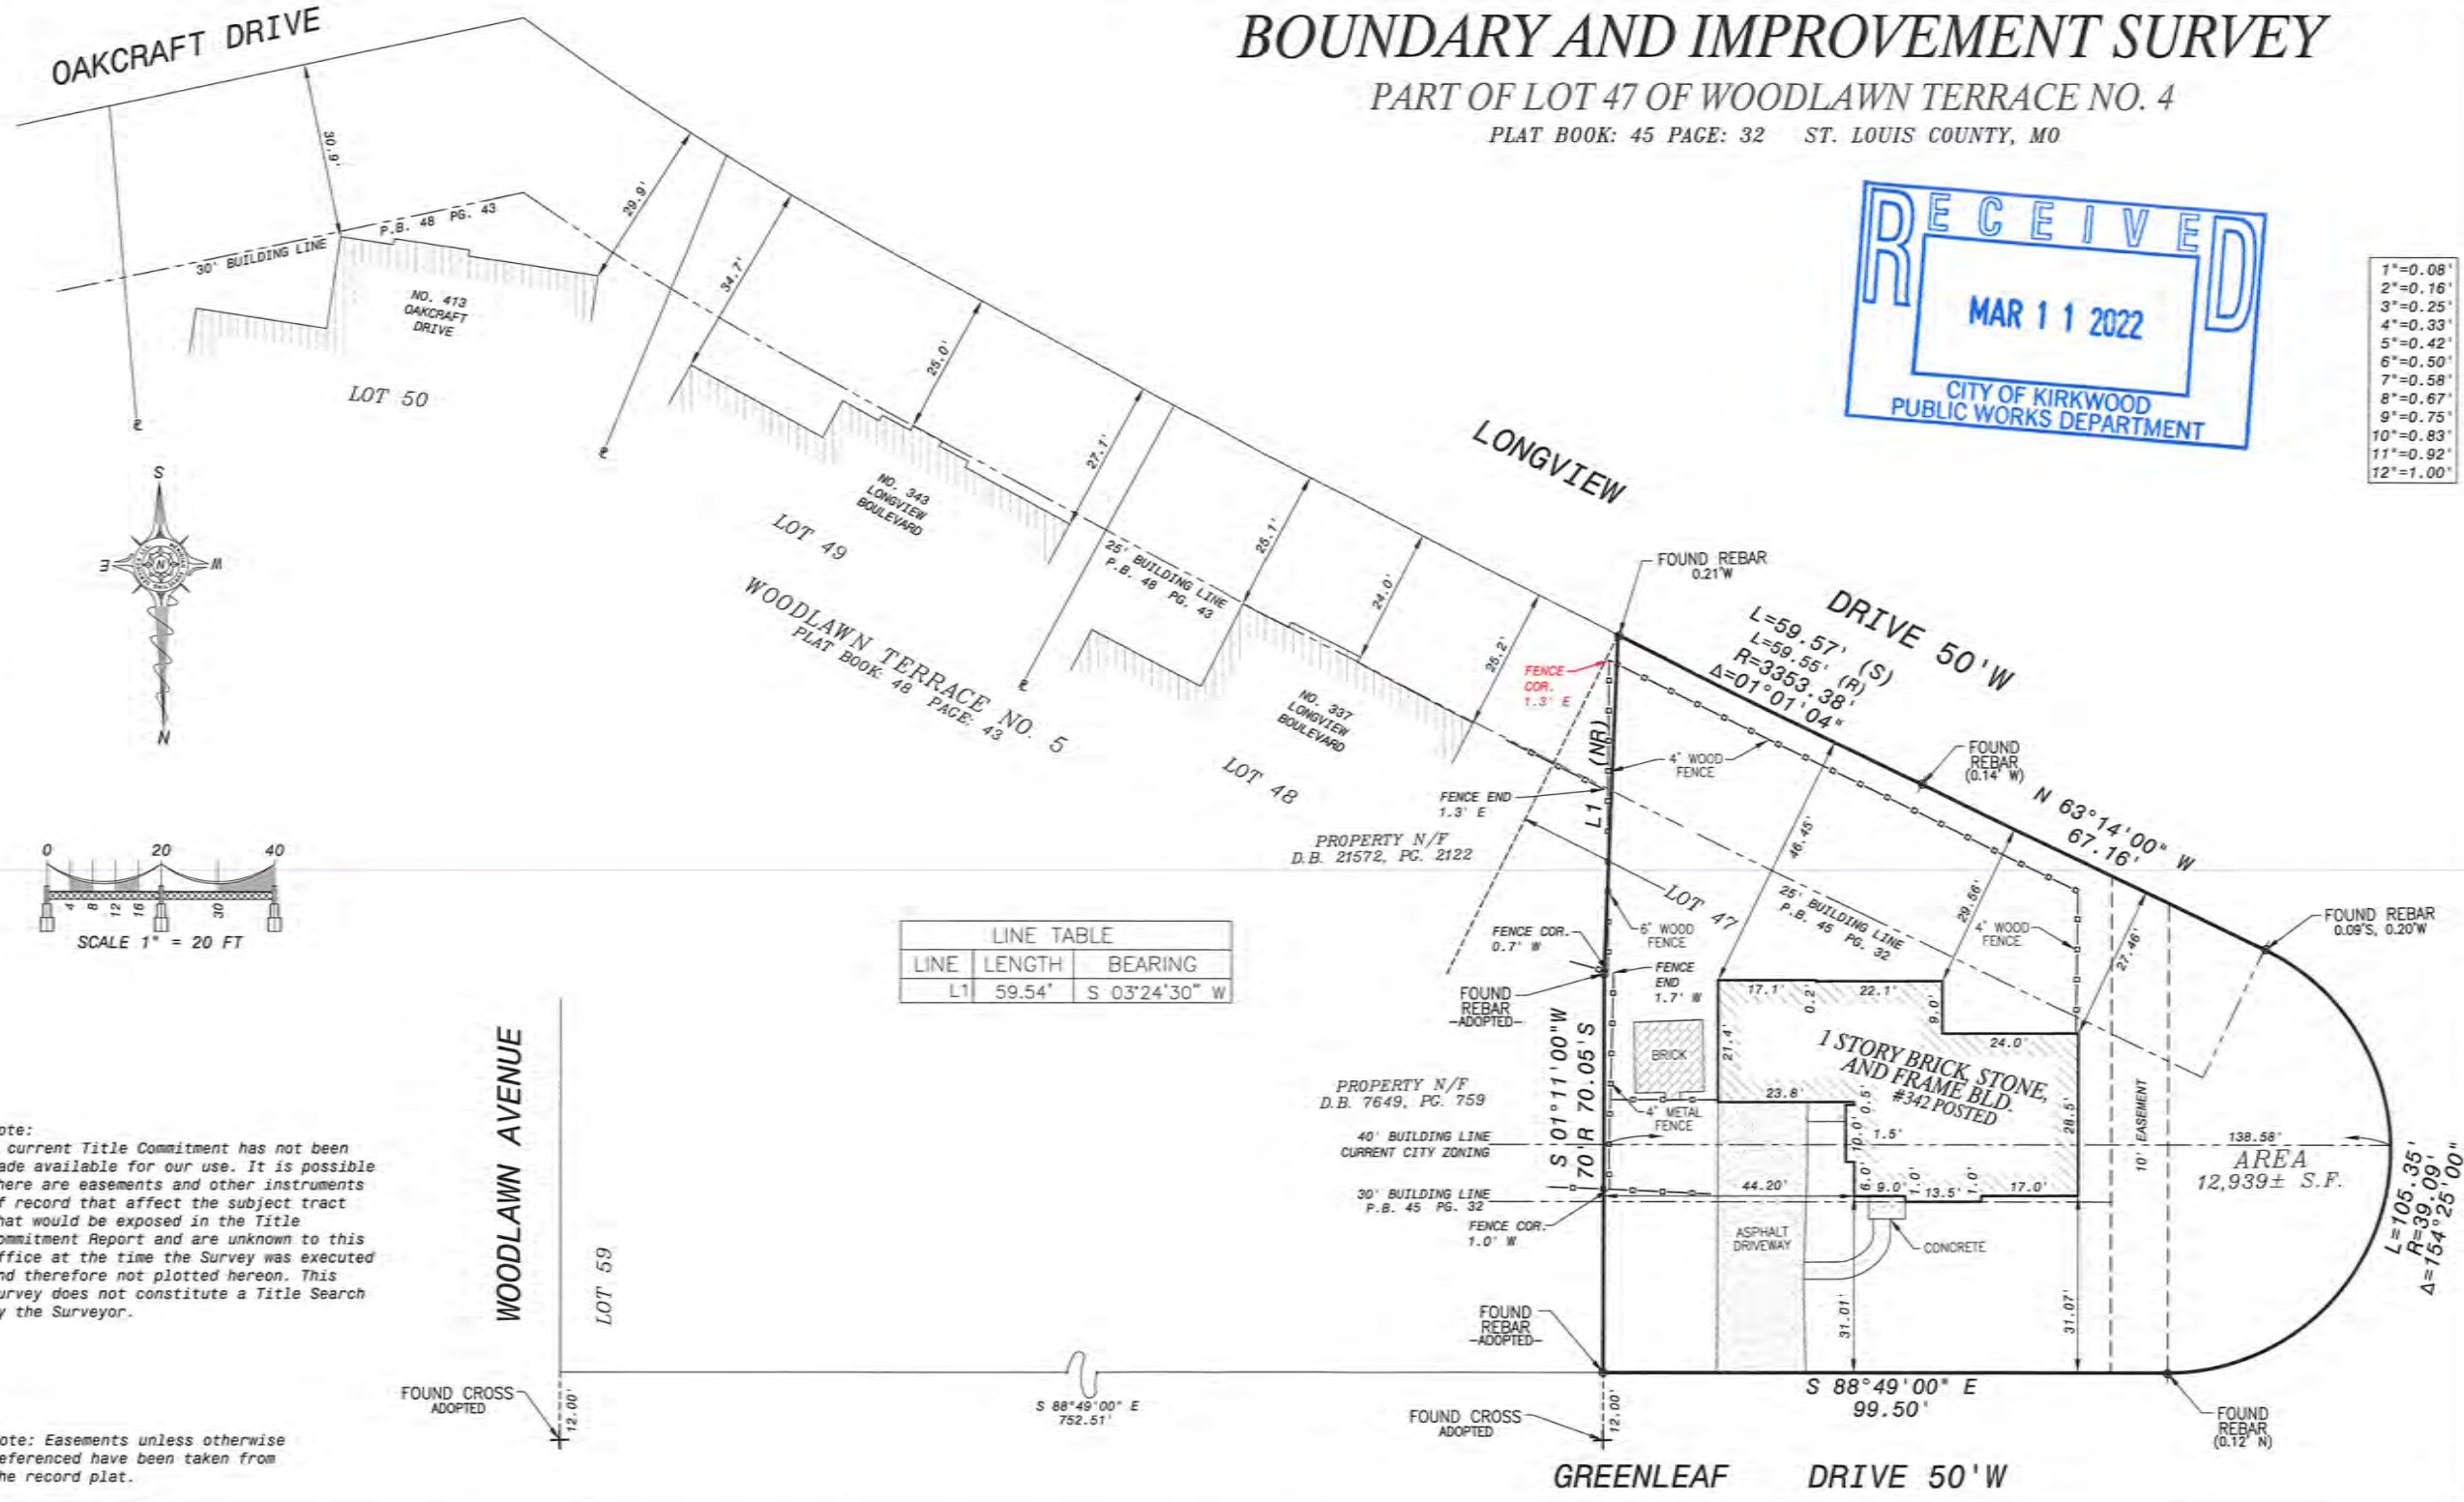 BOUNDARY AND IMPROVEMENT SURVEY
PART OF LOT 47 OF WOODLAWN TERRACE NO. 4
PLAT BOOK: 45 PAGE: 32 ST. LOUIS COUNTY, MO
RECEIVED
MAR 1 1 2022
CITY OF KIRKWOOD
PUBLIC WORKS DEPARTMENT
1"=0.08'
2"=0.16'
3"=0.25'
4"=0.33'
5"=0.42'
6"=0.50'
7"=0.58'
8"=0.67'
9"=0.75'
10"=0.83'
11"=0.92'
12"=1.00'
OAKCRAFT DRIVE
30.9'
29.9'
30' BUILDING LINE
P.B. 48 PG. 43
NO. 413
OAKCRAFT
DRIVE
LOT 50
34.7'
25.0'
27.1'
NO. 343
LONGVIEW
BOULEVARD
LOT 49
25' BUILDING LINE
P.B. 48 PG. 43
WOODLAWN TERRACE NO. 5
PLAT BOOK: 48 PAGE: 43
25.1'
24.0'
25.2'
NO. 337
LONGVIEW
BOULEVARD
LOT 48
S
E
W
N
N
LONGVIEW
DRIVE 50'W
FOUND REBAR
0.21'W
L=59.57' (S)
L=59.55' (R)
R=3353.38'
Δ=01°01'04"
FENCE
COR.
1.3' E
L1 (NR)
4' WOOD
FENCE
FOUND
REBAR
(0.14' W)
N 63°14'00" W
67.16'
FENCE END
1.3' E
PROPERTY N/F
D.B. 21572, PG. 2122
46.45'
LOT 47
25' BUILDING LINE
P.B. 45 PG. 32
29.56'
4' WOOD
FENCE
27.46'
FOUND REBAR
0.09'S, 0.20'W
FENCE COR.
0.7' W
6' WOOD
FENCE
FENCE
END
1.7' W
FOUND
REBAR
-ADOPTED-
17.1'
0.2'
22.1'
9.0'
24.0'
21.4'
BRICK
1 STORY BRICK, STONE,
AND FRAME BLD.
#342 POSTED
S 01°11'00"W
70'R 70.05'S
PROPERTY N/F
D.B. 7649, PG. 759
4' METAL
FENCE
23.8'
0.5'
10.0'
1.5'
28.5'
40' BUILDING LINE
CURRENT CITY ZONING
10' EASEMENT
138.58'
AREA
12,939± S.F.
L=105.35'
R=39.09'
Δ=154°25'00"
30' BUILDING LINE
P.B. 45 PG. 32
44.20'
6.0'
9.0'
1.0'
13.5'
1.0'
17.0'
FENCE COR.
1.0' W
ASPHALT
DRIVEWAY
CONCRETE
31.01'
31.07'
FOUND
REBAR
-ADOPTED-
S 88°49'00" E
99.50'
FOUND
REBAR
(0.12' N)
FOUND CROSS
ADOPTED
12.00'
GREENLEAF DRIVE 50'W
0 20 40
4 8 12 16 30
SCALE 1" = 20 FT
LINE TABLE
LINE LENGTH BEARING
L1 59.54' S 03°24'30" W
WOODLAWN AVENUE
LOT 59
FOUND CROSS
ADOPTED
12.00'
S 88°49'00" E
752.51'
ote:
current Title Commitment has not been
ade available for our use. It is possible
here are easements and other instruments
f record that affect the subject tract
hat would be exposed in the Title
ommitment Report and are unknown to this
ffice at the time the Survey was executed
nd therefore not plotted hereon. This
urvey does not constitute a Title Search
y the Surveyor.
ote: Easements unless otherwise
eferenced have been taken from
he record plat.